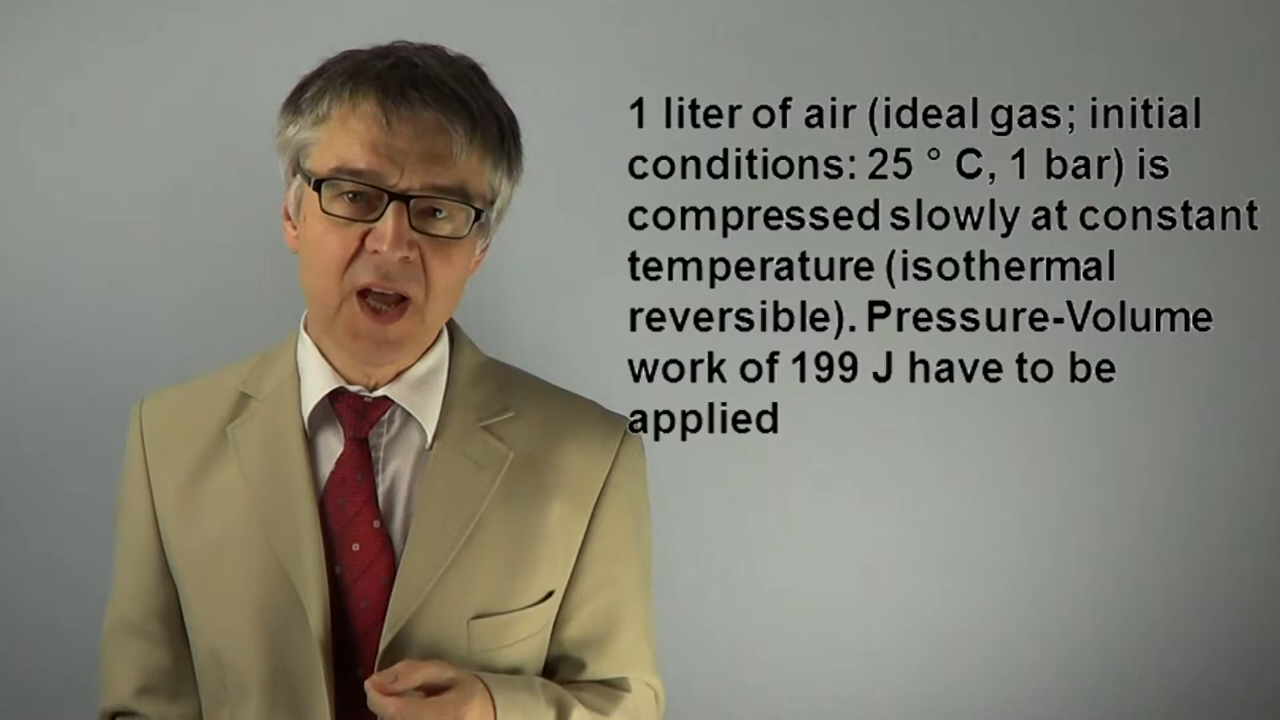 1 liter of air (ideal gas; initial
conditions: 25 ° C, 1 bar) is
compressed slowly at constant
temperature (isothermal
reversible). Pressure-Volume
work of 199 J have to be
applied